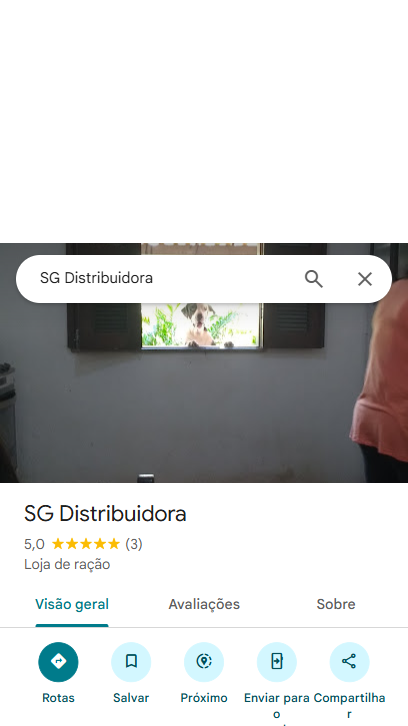 SG Distribuidora
SG Distribuidora
5,0 ★★★★★ (3)
Loja de ração
Visão geral Avaliações Sobre
Rotas Salvar Próximo Enviar para o Compartilhar